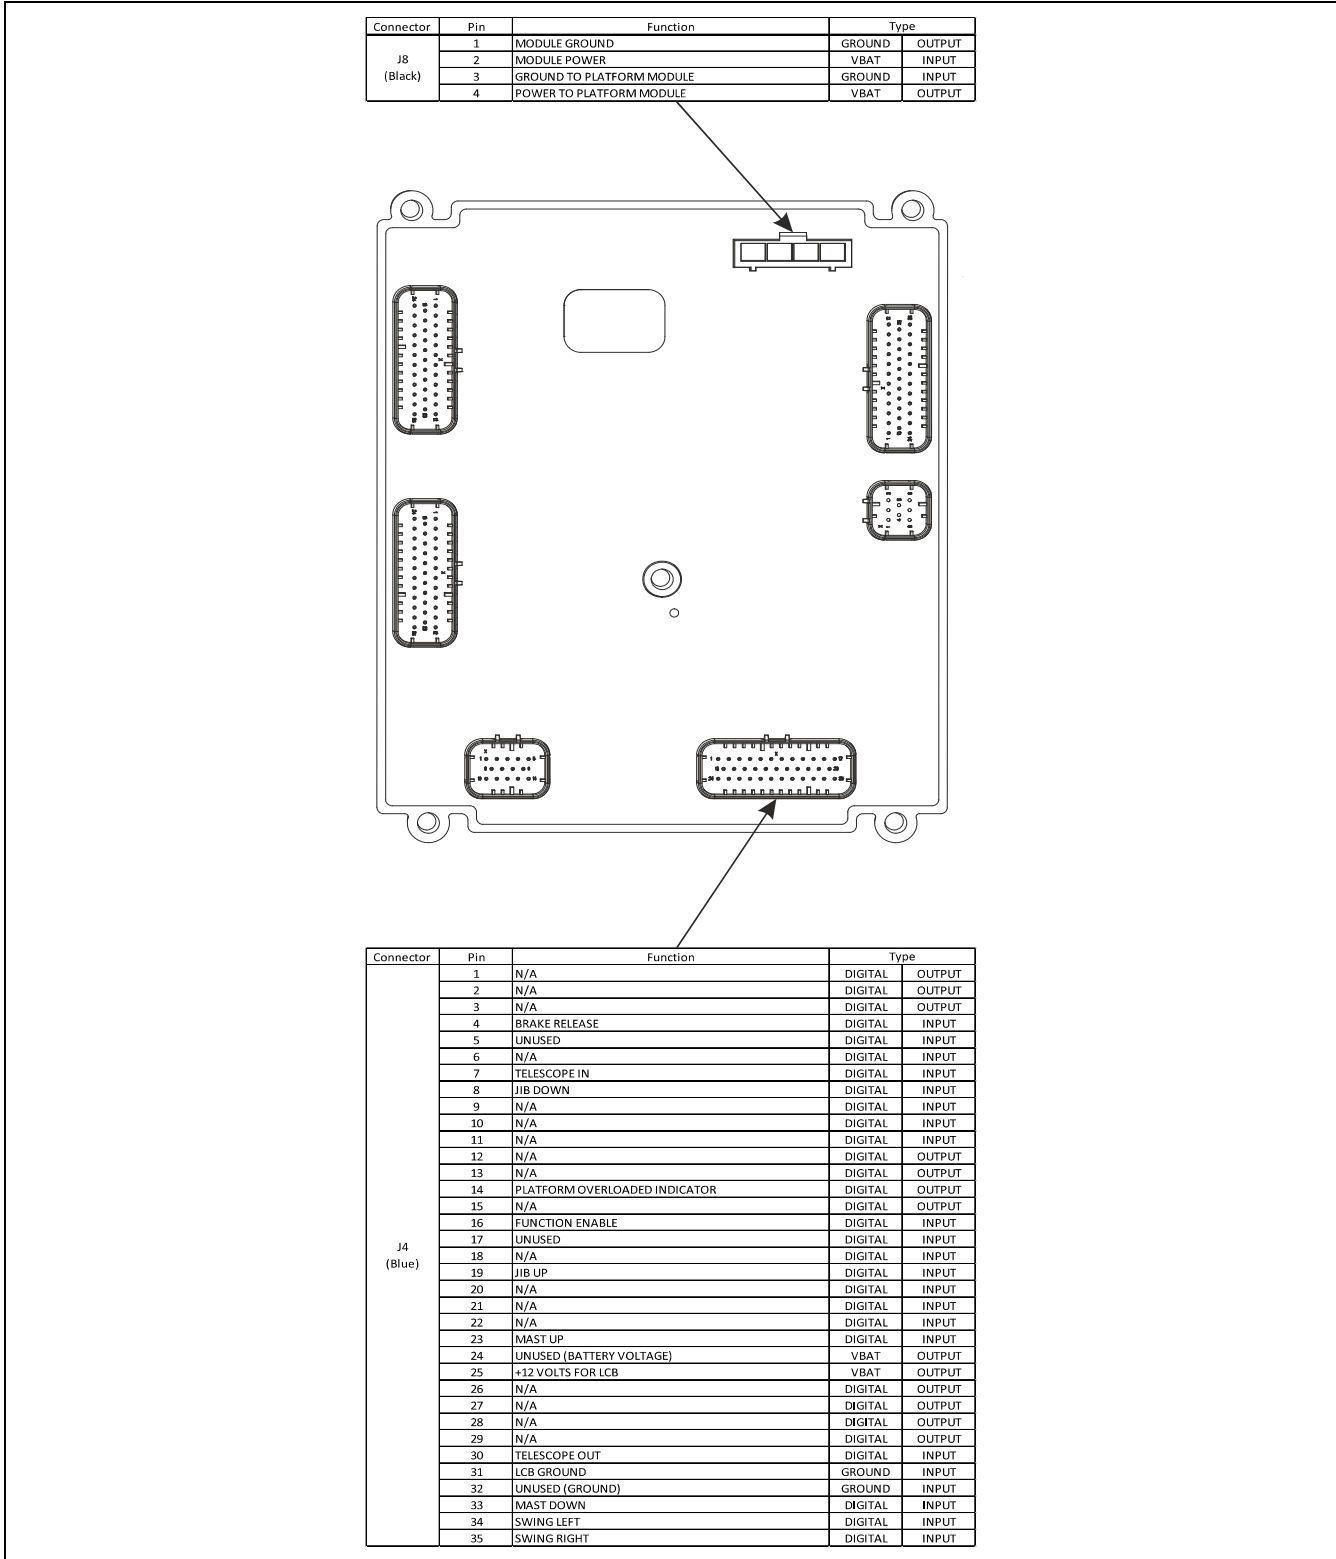 Connector Pin Function Type
J8
(Black)
1 MODULE GROUND GROUND OUTPUT
2 MODULE POWER VBAT INPUT
3 GROUND TO PLATFORM MODULE GROUND INPUT
4 POWER TO PLATFORM MODULE VBAT OUTPUT
Connector Pin Function Type
J4
(Blue)
1 N/A DIGITAL OUTPUT
2 N/A DIGITAL OUTPUT
3 N/A DIGITAL OUTPUT
4 BRAKE RELEASE DIGITAL INPUT
5 UNUSED DIGITAL INPUT
6 N/A DIGITAL INPUT
7 TELESCOPE IN DIGITAL INPUT
8 JIB DOWN DIGITAL INPUT
9 N/A DIGITAL INPUT
10 N/A DIGITAL INPUT
11 N/A DIGITAL INPUT
12 N/A DIGITAL OUTPUT
13 N/A DIGITAL OUTPUT
14 PLATFORM OVERLOADED INDICATOR DIGITAL OUTPUT
15 N/A DIGITAL OUTPUT
16 FUNCTION ENABLE DIGITAL INPUT
17 UNUSED DIGITAL INPUT
18 N/A DIGITAL INPUT
19 JIB UP DIGITAL INPUT
20 N/A DIGITAL INPUT
21 N/A DIGITAL INPUT
22 N/A DIGITAL INPUT
23 MAST UP DIGITAL INPUT
24 UNUSED (BATTERY VOLTAGE) VBAT OUTPUT
25 +12 VOLTS FOR LCB VBAT OUTPUT
26 N/A DIGITAL OUTPUT
27 N/A DIGITAL OUTPUT
28 N/A DIGITAL OUTPUT
29 N/A DIGITAL OUTPUT
30 TELESCOPE OUT DIGITAL INPUT
31 LCB GROUND GROUND INPUT
32 UNUSED (GROUND) GROUND INPUT
33 MAST DOWN DIGITAL INPUT
34 SWING LEFT DIGITAL INPUT
35 SWING RIGHT DIGITAL INPUT